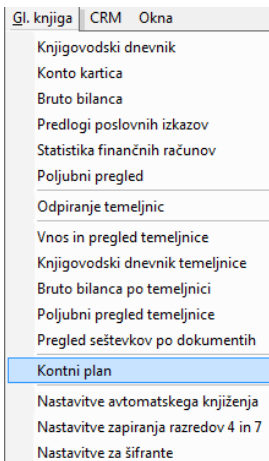 Gl. knjiga CRM Okna
Knjigovodski dnevnik
Konto kartica
Bruto bilanca
Predlogi poslovnih izkazov
Statistika finančnih računov
Poljubni pregled
Odpiranje temeljnic
Vnos in pregled temeljnice
Knjigovodski dnevnik temeljnice
Bruto bilanca po temeljnici
Poljubni pregled temeljnice
Pregled seštevkov po dokumentih
Kontni plan
Nastavitve avtomatskega knjiženja
Nastavitve zapiranja razredov 4 in 7
Nastavitve za šifrante